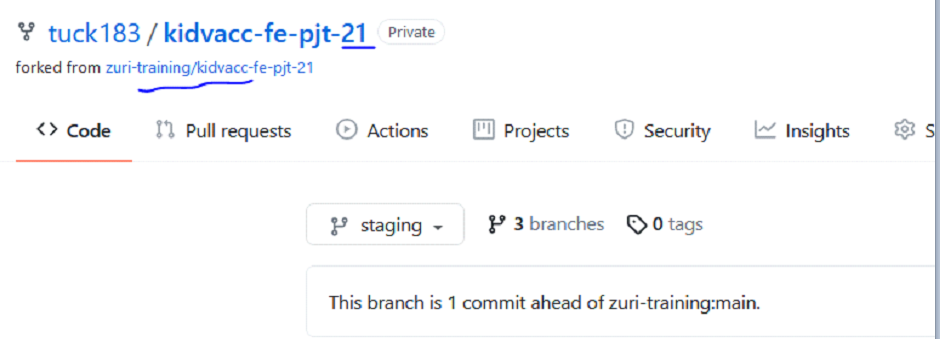 tuck183 / kidvacc-fe-pjt-21 Private
forked from zuri-training/kidvacc-fe-pjt-21
Code Pull requests Actions Projects Security Insights S
staging 3 branches 0 tags
This branch is 1 commit ahead of zuri-training:main.